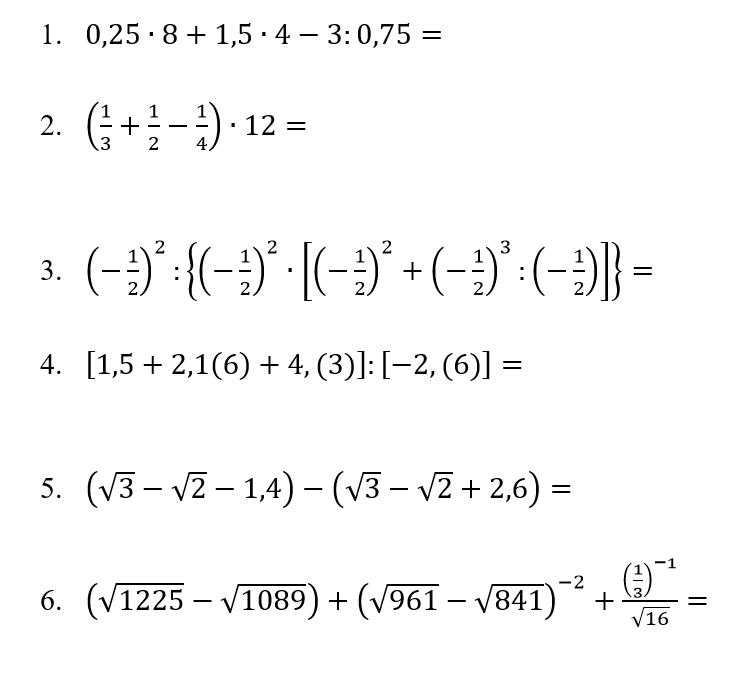 1. 0,25 · 8 + 1,5 · 4 − 3: 0,75 =
2. (1/3 + 1/2 − 1/4) · 12 =
3. (−1/2)² : {(−1/2)² · [(−1/2)² + (−1/2)³ : (−1/2)]} =
4. [1,5 + 2,1(6) + 4, (3)]: [−2, (6)] =
5. (√3 − √2 − 1,4) − (√3 − √2 + 2,6) =
6. (√1225 − √1089) + (√961 − √841)⁻² + (1/3)⁻¹/√16 =